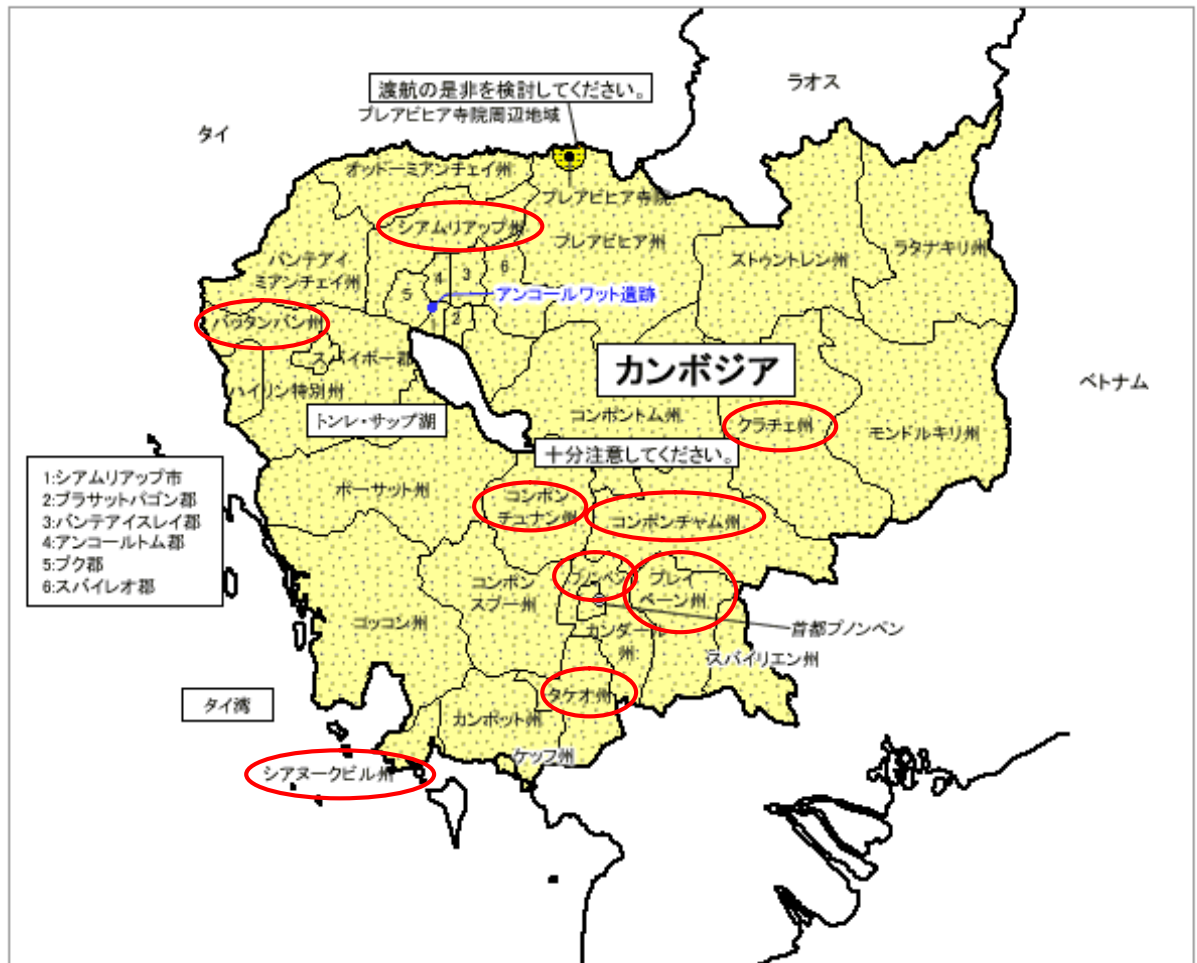 ラオス
渡航の是非を検討してください。
プレアビヒア寺院周辺地域
タイ
オッドーミアンチェイ州
プレアビヒア寺院
シアムリアップ州
プレアビヒア州
ラタナキリ州
ストゥントレン州
バンテアイ
ミアンチェイ州
6
3
4
5
アンコールワット遺跡
2
1
バッタンバン州
スバイポー郡
カンボジア
ベトナム
パイリン特別州
トンレ・サップ湖
コンポントム州
クラチェ州
モンドルキリ州
十分注意してください。
1:シアムリアップ市
2:プラサットバゴン郡
3:バンテアイスレイ郡
4:アンコールトム郡
5:プク郡
6:スバイレオ郡
ポーサット州
コンポン
チュナン州
コンポンチャム州
コンポン
スプー州
プノンペン
プレイ
ベーン州
コッコン州
カンダール
州
首都プノンペン
スバイリエン州
タケオ州
タイ湾
カンポット州
ケップ州
シアヌークビル州